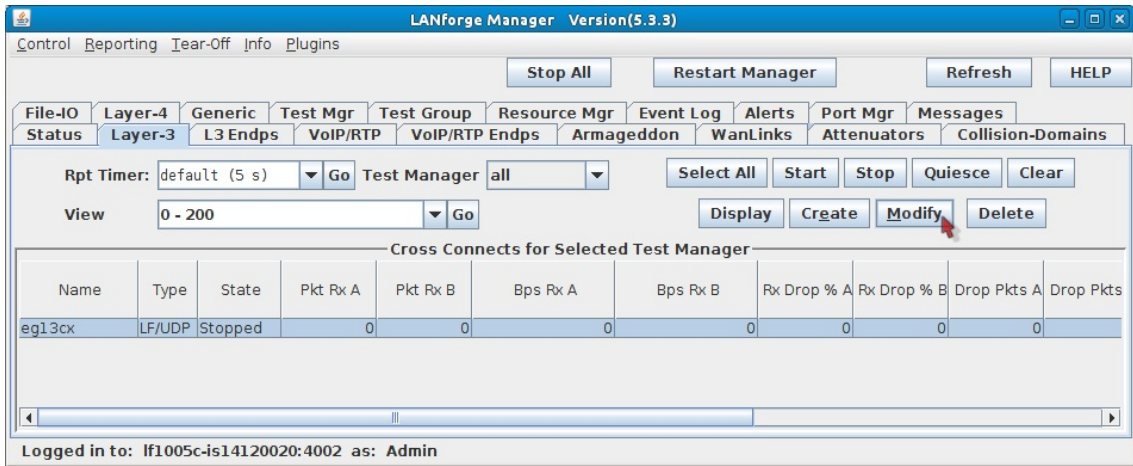 LANforge Manager Version(5.3.3)
Control Reporting Tear-Off Info Plugins
Stop All Restart Manager Refresh HELP
File-IO Layer-4 Generic Test Mgr Test Group Resource Mgr Event Log Alerts Port Mgr Messages
Status Layer-3 L3 Endps VoIP/RTP VoIP/RTP Endps Armageddon WanLinks Attenuators Collision-Domains
Rpt Timer: default (5 s) Go Test Manager all Select All Start Stop Quiesce Clear
View 0 - 200 Go Display Create Modify Delete
Cross Connects for Selected Test Manager
Name Type State Pkt Rx A Pkt Rx B Bps Rx A Bps Rx B Rx Drop % A Rx Drop % B Drop Pkts A Drop Pkts
egl3cx LF/UDP Stopped 0 0 0 0 0 0 0
Logged in to: lf1005c-is14120020:4002 as: Admin